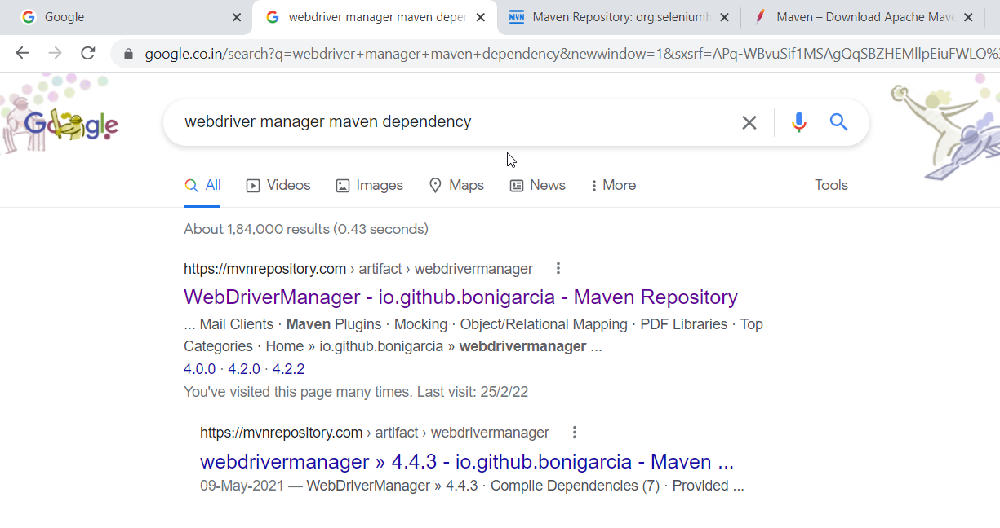 Google
webdriver manager maven depe
Maven Repository: org.selenium
Maven – Download Apache Mav
google.co.in/search?q=webdriver+manager+maven+dependency&newwindow=1&sxsrf=APq-WBvuSif1MSAgQqSBZHEMllpEiuFWLQ%
Google
webdriver manager maven dependency
All
Videos
Images
Maps
News
More
Tools
About 1,84,000 results (0.43 seconds)
https://mvnrepository.com › artifact › webdrivermanager
WebDriverManager - io.github.bonigarcia - Maven Repository
... Mail Clients · Maven Plugins · Mocking · Object/Relational Mapping · PDF Libraries · Top
Categories · Home » io.github.bonigarcia » webdrivermanager ...
4.0.0 · 4.2.0 · 4.2.2
You've visited this page many times. Last visit: 25/2/22
https://mvnrepository.com › artifact › webdrivermanager
webdrivermanager » 4.4.3 - io.github.bonigarcia - Maven ...
09-May-2021 — WebDriverManager » 4.4.3 · Compile Dependencies (7) · Provided ...